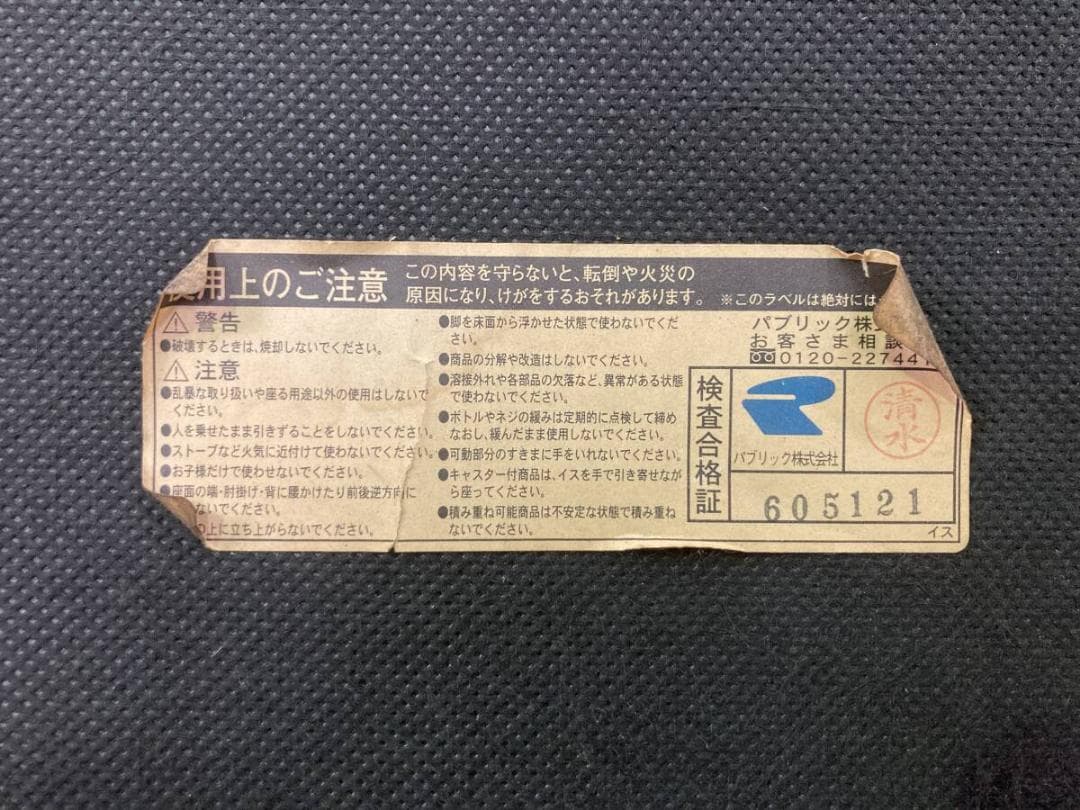 使用上のご注意
この内容を守らないと、転倒や火災の
原因になり、けがをするおそれがあります。
※このラベルは絶対には
警告
●破壊するときは、焼却しないでください。
注意
●乱暴な取り扱いや座る用途以外の使用はしないで
ください。
●人を乗せたまま引きずることをしないでください。
●ストーブなど火気に近付けて使わないでください。
●お子様だけで使わせないでください。
●座面の端・肘掛け・背に腰かけたり前後逆方向に
ないでください。
の上に立ち上がらないでください。
●脚を床面から浮かせた状態で使わないでくだ
さい。
●商品の分解や改造はしないでください。
●溶接外れや各部品の欠落など、異常がある状態
で使わないでください。
●ボトルやネジの緩みは定期的に点検して締め
なおし、緩んだまま使用しないでください。
●可動部分のすきまに手をいれないでください。
●キャスター付商品は、イスを手で引き寄せなが
ら座ってください。
●積み重ね可能商品は不安定な状態で積み重ね
ないでください。
パブリック株式
お客さま相談
0120-22744
検査合格証
パブリック株式会社
清水
605121
イス